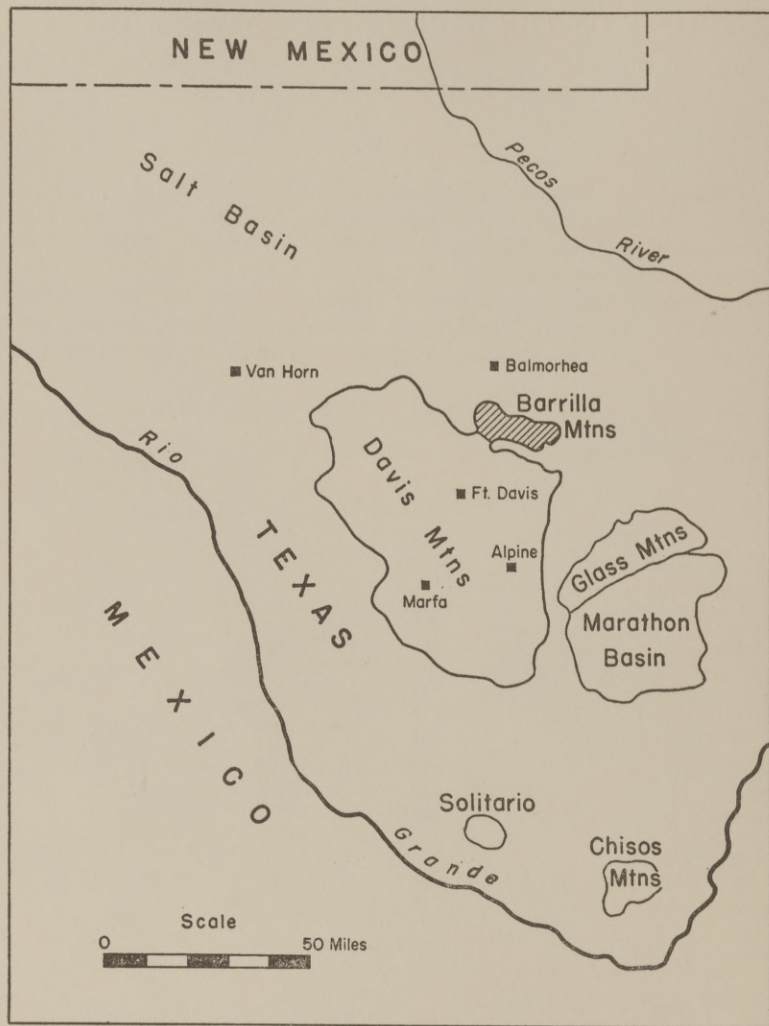 NEW MEXICO
Salt Basin
Pecos
River
Van Horn
Balmorhea
Barrilla
Mtns
Rio
Davis Mtns
Ft. Davis
TEXAS
Alpine
Glass Mtns
Marfa
MEXICO
Marathon
Basin
Solitario
Grande
Chisos
Mtns
Scale
0 50 Miles